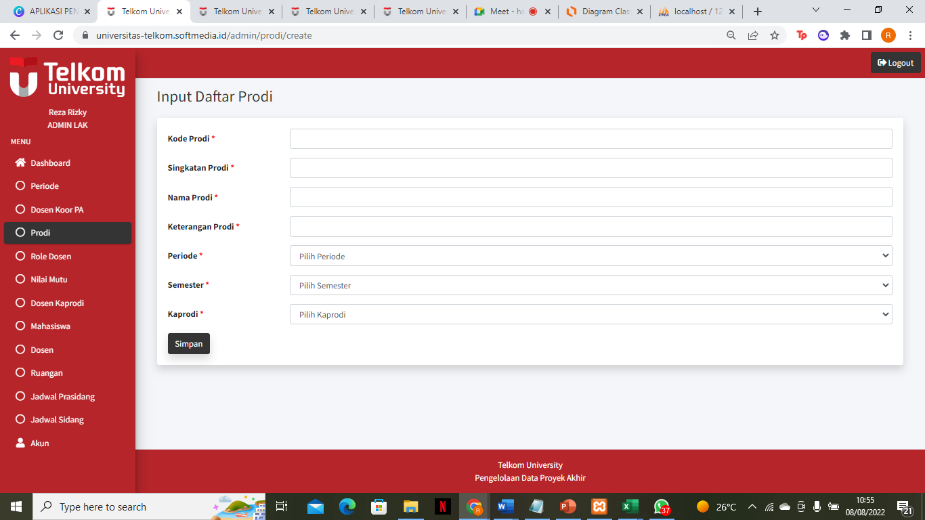 APLIKASI PEN
Telkom Unive
Telkom Unive
Telkom Unive
Telkom Unive
Meet - h
Diagram Clas
localhost / 12
universitas-telkom.softmedia.id/admin/prodi/create
Tp
R
Telkom
University
Logout
Reza Rizky
ADMIN LAK
MENU
Dashboard
Periode
Dosen Koor PA
Prodi
Role Dosen
Nilai Mutu
Dosen Kaprodi
Mahasiswa
Dosen
Ruangan
Jadwal Prasidang
Jadwal Sidang
Akun
Input Daftar Prodi
Kode Prodi *
Singkatan Prodi *
Nama Prodi *
Keterangan Prodi *
Periode * Pilih Periode
Semester * Pilih Semester
Kaprodi * Pilih Kaprodi
Simpan
Telkom University
Pengelolaan Data Proyek Akhir
Type here to search
37
26°C
10:55
08/08/2022
21